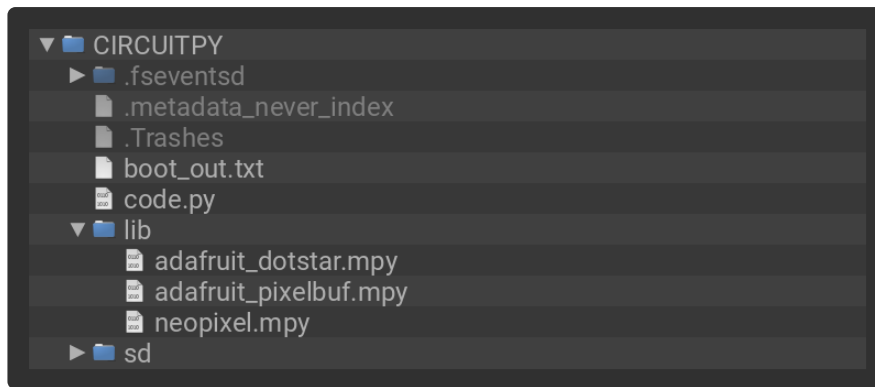 CIRCUITPY
.fseventsd
.metadata_never_index
.Trashes
boot_out.txt
code.py
lib
adafruit_dotstar.mpy
adafruit_pixelbuf.mpy
neopixel.mpy
sd